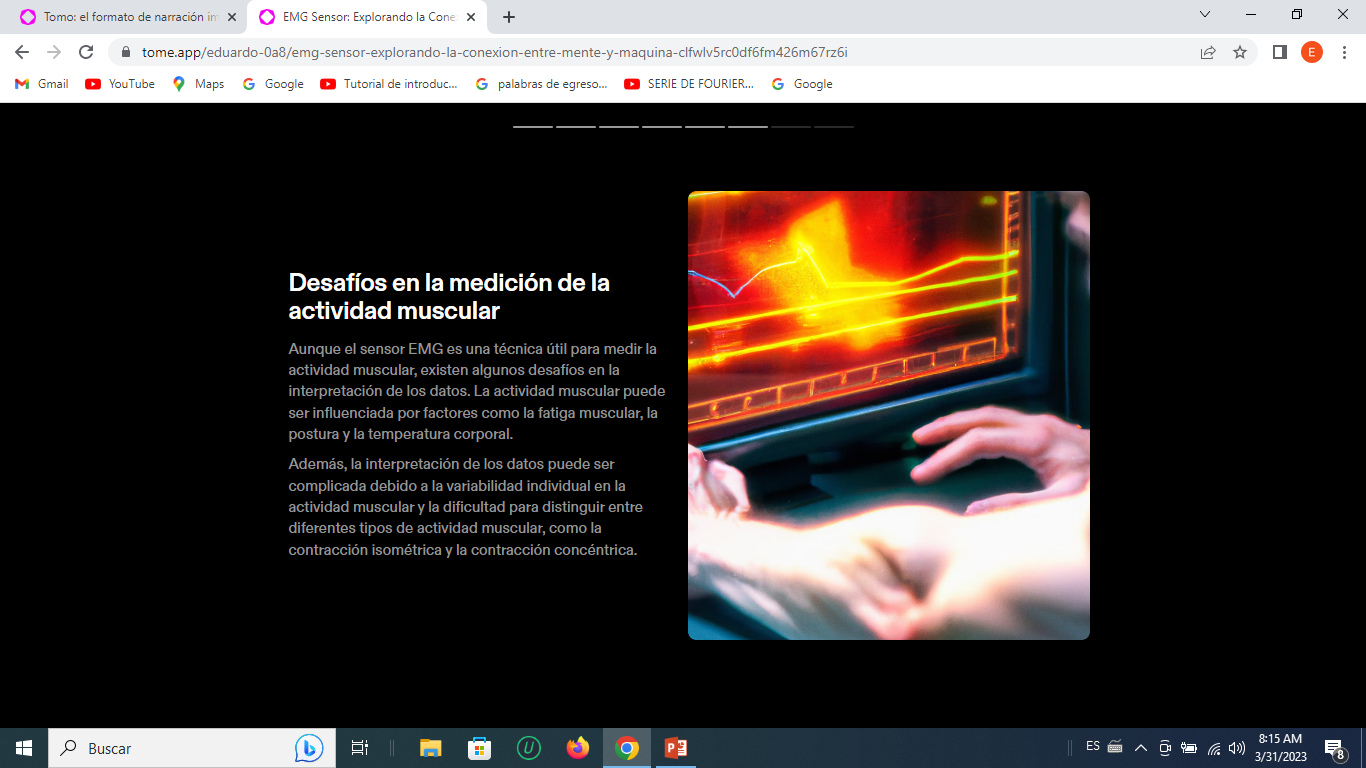 Tomo: el formato de narración im
EMG Sensor: Explorando la Cone
tome.app/eduardo-0a8/emg-sensor-explorando-la-conexion-entre-mente-y-maquina-clfwlv5rc0df6fm426m67rz6i
E
Gmail
YouTube
Maps
Google
Tutorial de introduc...
palabras de egreso...
SERIE DE FOURIER...
Google
Desafíos en la medición de la
actividad muscular
Aunque el sensor EMG es una técnica útil para medir la
actividad muscular, existen algunos desafíos en la
interpretación de los datos. La actividad muscular puede
ser influenciada por factores como la fatiga muscular, la
postura y la temperatura corporal.
Además, la interpretación de los datos puede ser
complicada debido a la variabilidad individual en la
actividad muscular y la dificultad para distinguir entre
diferentes tipos de actividad muscular, como la
contracción isométrica y la contracción concéntrica.
Buscar
ES
8:15 AM
3/31/2023
8